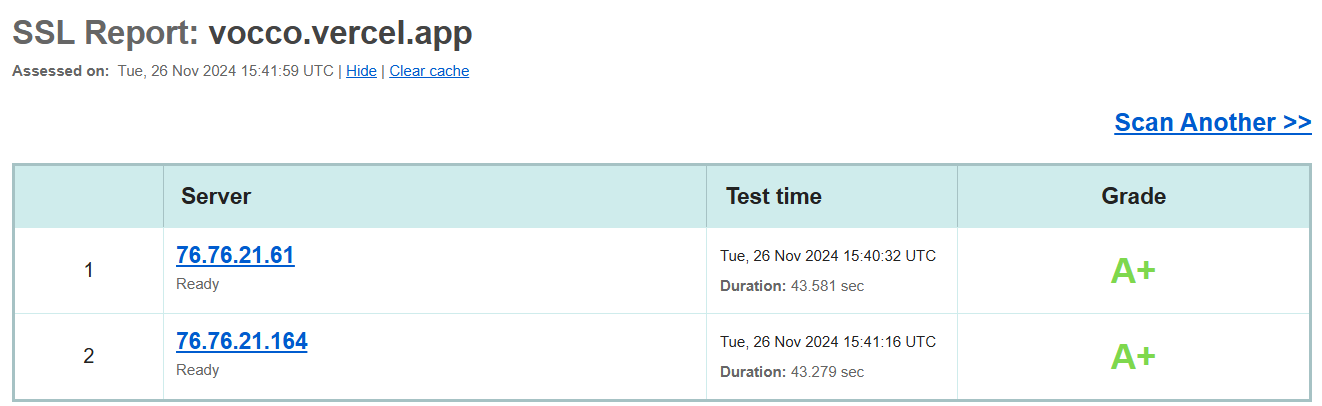 SSL Report: vocco.vercel.app
Assessed on: Tue, 26 Nov 2024 15:41:59 UTC | Hide | Clear cache
Scan Another >>
Server Test time Grade
1 76.76.21.61 Ready Tue, 26 Nov 2024 15:40:32 UTC Duration: 43.581 sec A+
2 76.76.21.164 Ready Tue, 26 Nov 2024 15:41:16 UTC Duration: 43.279 sec A+